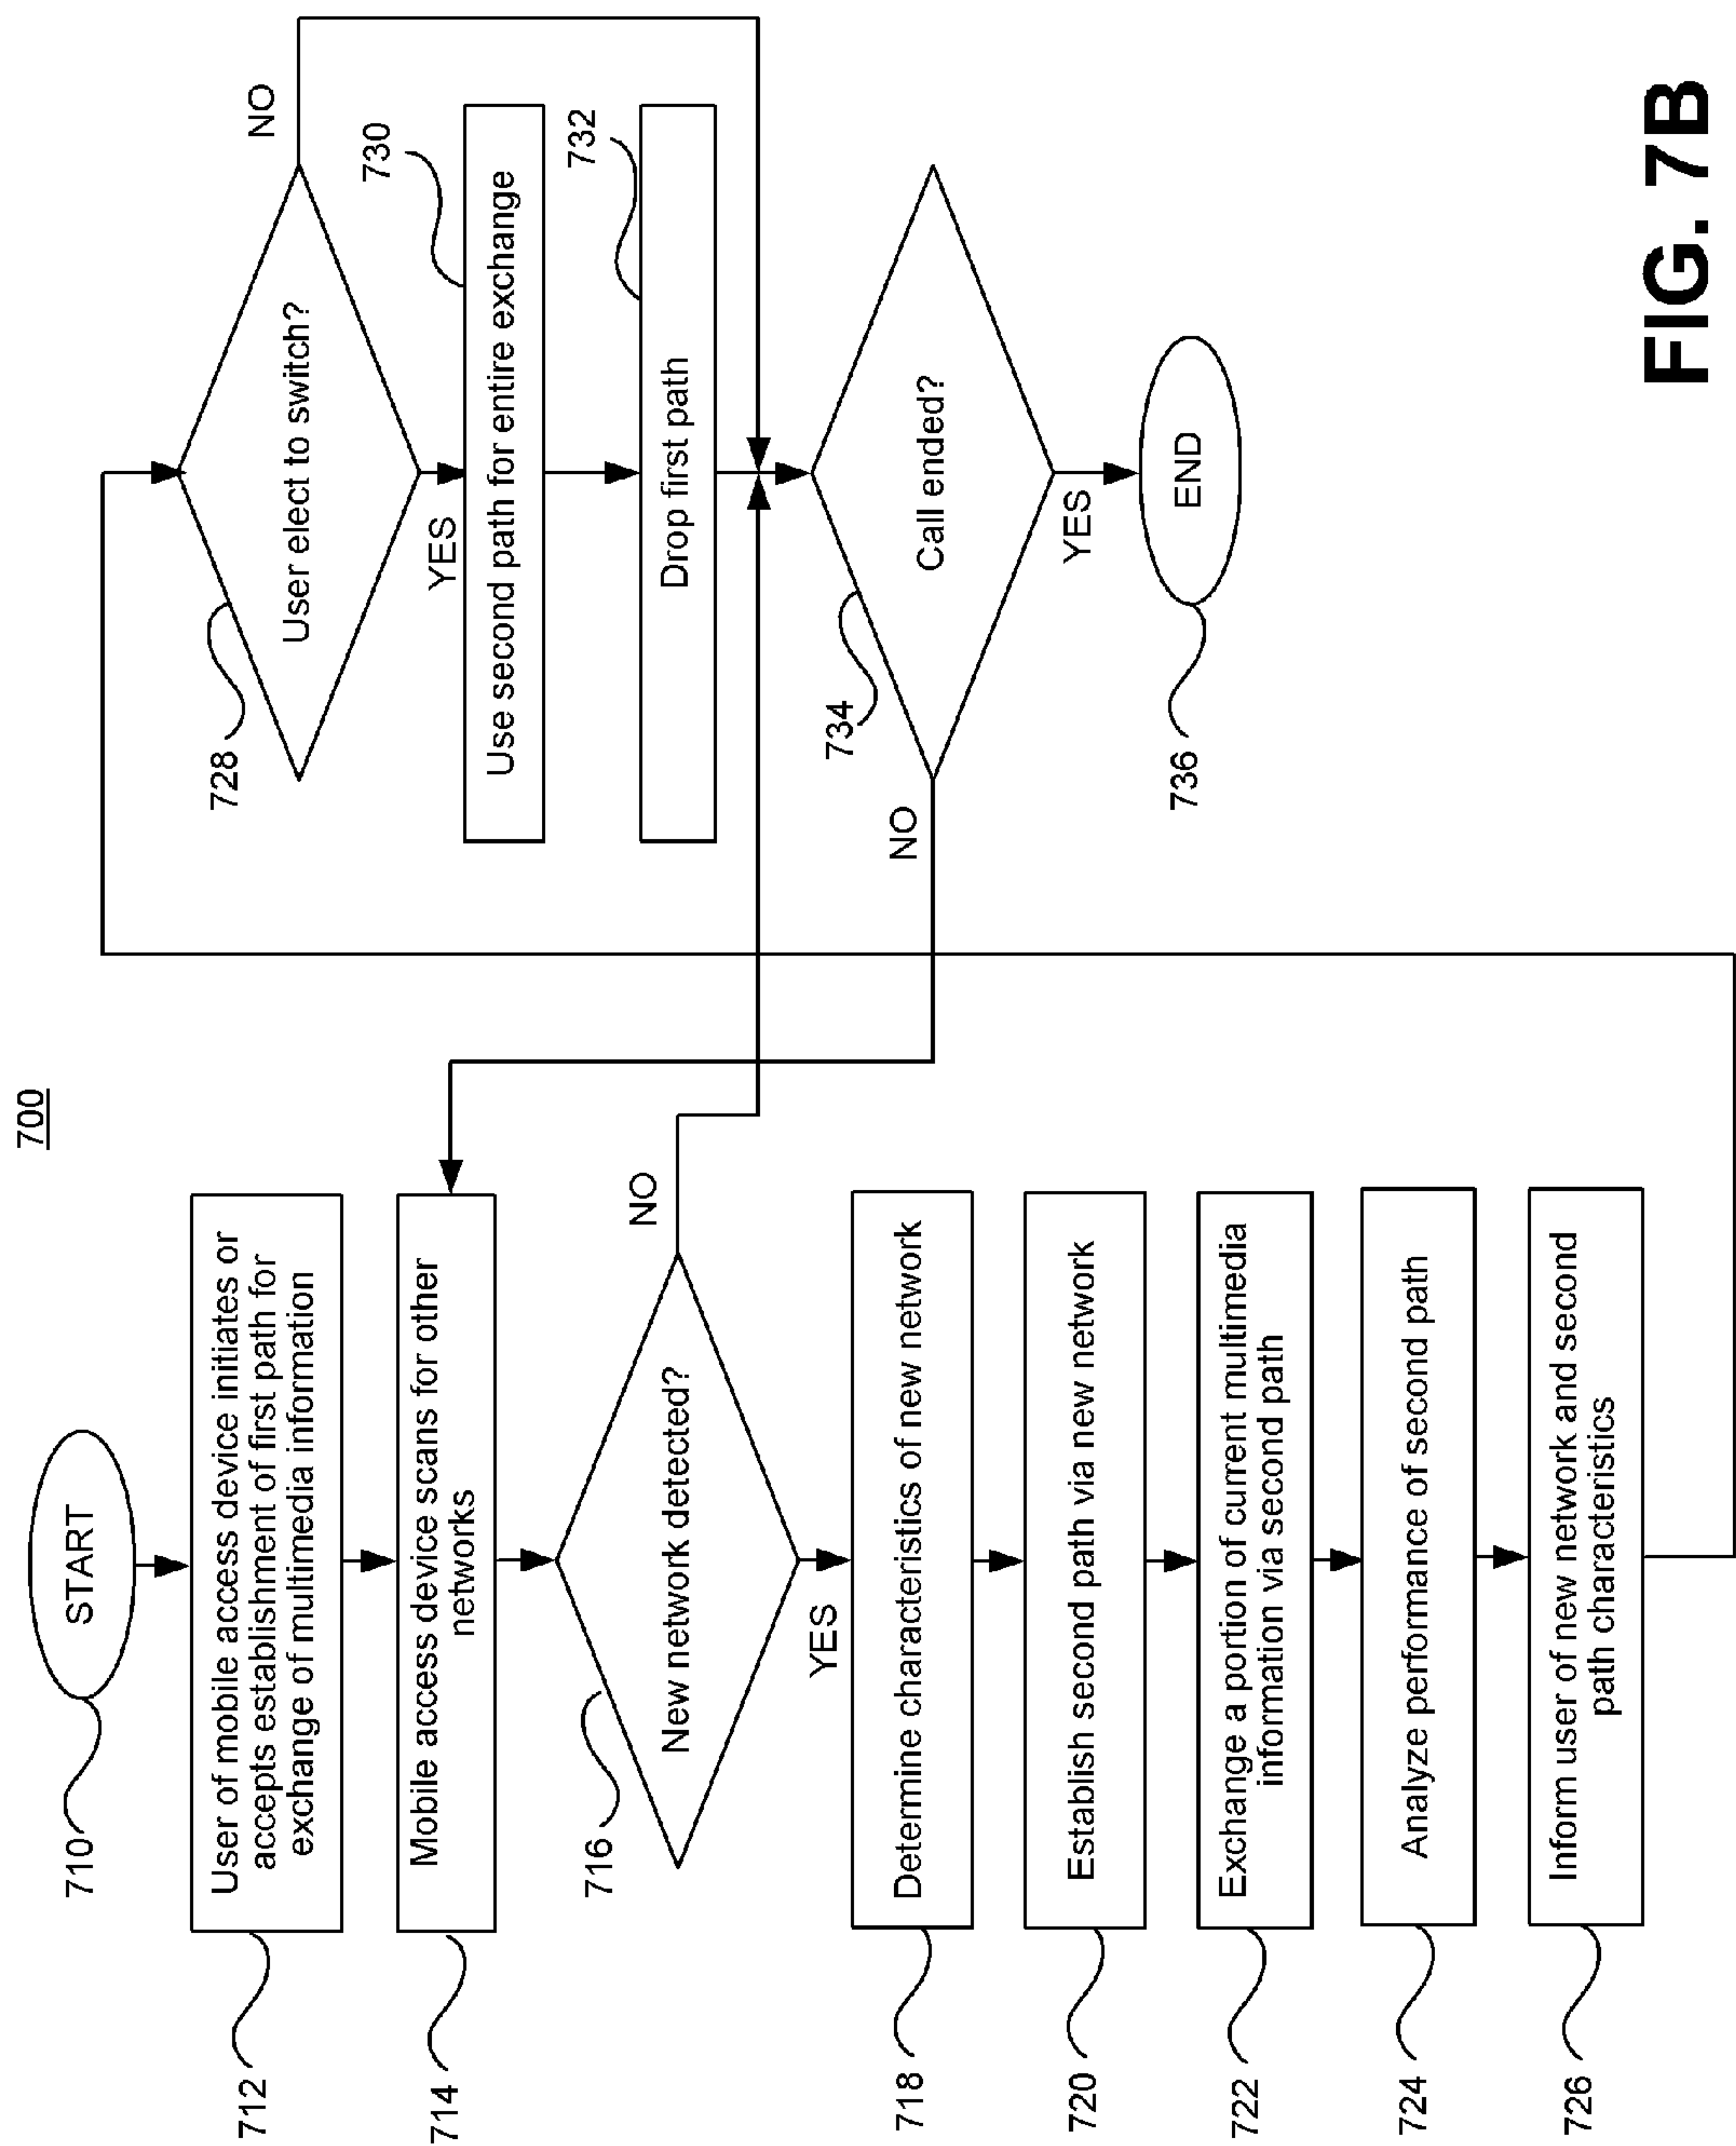 700
START
710
User of mobile access device initiates or
accepts establishment of first path for
exchange of multimedia information
712
Mobile access device scans for other
networks
714
New network detected?
716
NO
YES
Determine characteristics of new network
718
Establish second path via new network
720
Exchange a portion of current multimedia
information via second path
722
Analyze performance of second path
724
Inform user of new network and second
path characteristics
726
User elect to switch?
728
NO
YES
Use second path for entire exchange
730
Drop first path
732
Call ended?
734
NO
YES
END
736
FIG. 7B